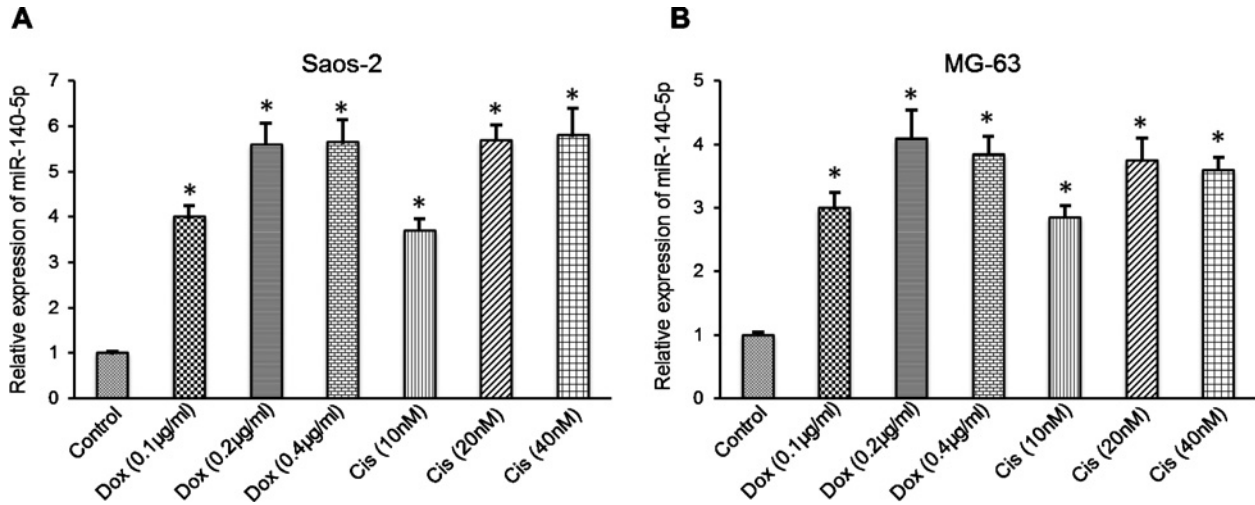 A
Saos-2
Relative expression of miR-140-5p
7
6
5
4
3
2
1
0
*
*
*
*
*
*
Control
Dox (0.1µg/ml)
Dox (0.2µg/ml)
Dox (0.4µg/ml)
Cis (10nM)
Cis (20nM)
Cis (40nM)
B
MG-63
Relative expression of miR-140-5p
5
4
3
2
1
0
*
*
*
*
*
*
Control
Dox (0.1µg/ml)
Dox (0.2µg/ml)
Dox (0.4µg/ml)
Cis (10nM)
Cis (20nM)
Cis (40nM)